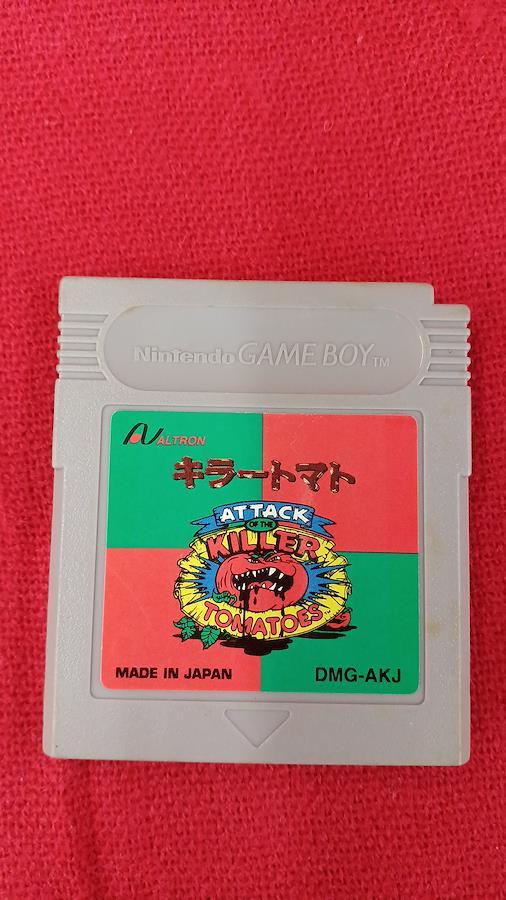 Nintendo GAME BOY TM
ALTRON
キラートマト
ATTACK
OF THE
KILLER
TOMATOES
MADE IN JAPAN
DMG-AKJ